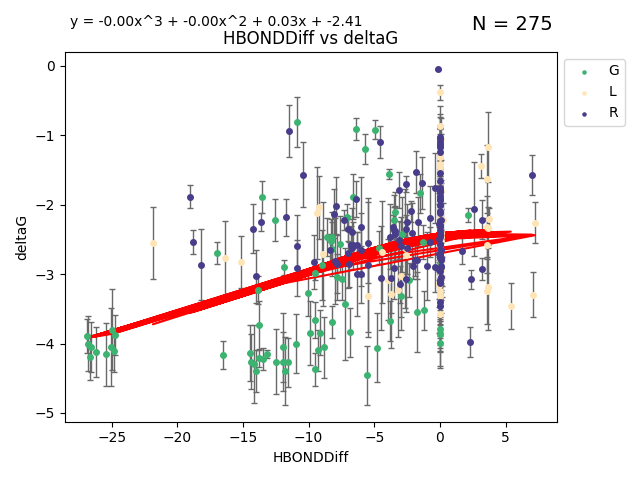 y = -0.00x^3 + -0.00x^2 + 0.03x + -2.41
N = 275
HBONDDiff vs deltaG
G
L
R
0
−1
−2
−3
−4
−5
deltaG
−25
−20
−15
−10
−5
0
5
HBONDDiff